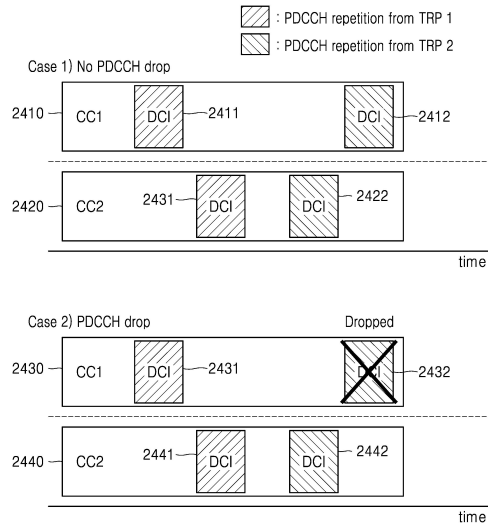 : PDCCH repetition from TRP 1
: PDCCH repetition from TRP 2
Case 1) No PDCCH drop
2410 CC1 DCI 2411 DCI 2412
2420 CC2 2431 DCI DCI 2422
time
Case 2) PDCCH drop Dropped
2430 CC1 DCI 2431 DCI 2432
2440 CC2 2441 DCI DCI 2442
time